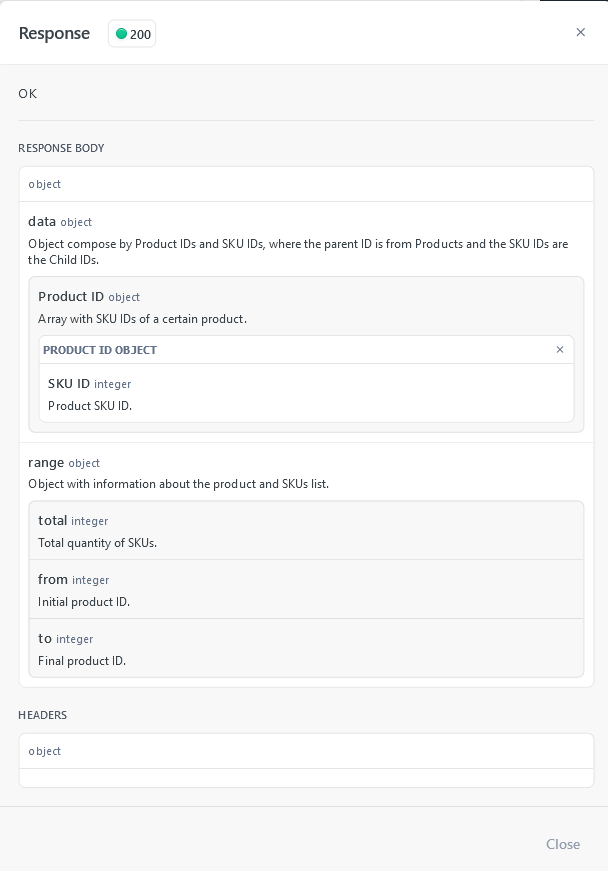 Response
200
OK
RESPONSE BODY
object
data object
Object compose by Product IDs and SKU IDs, where the parent ID is from Products and the SKU IDs are
the Child IDs.
Product ID object
Array with SKU IDs of a certain product.
PRODUCT ID OBJECT
SKU ID integer
Product SKU ID.
range object
Object with information about the product and SKUs list.
total integer
Total quantity of SKUs.
from integer
Initial product ID.
to integer
Final product ID.
HEADERS
object
Close